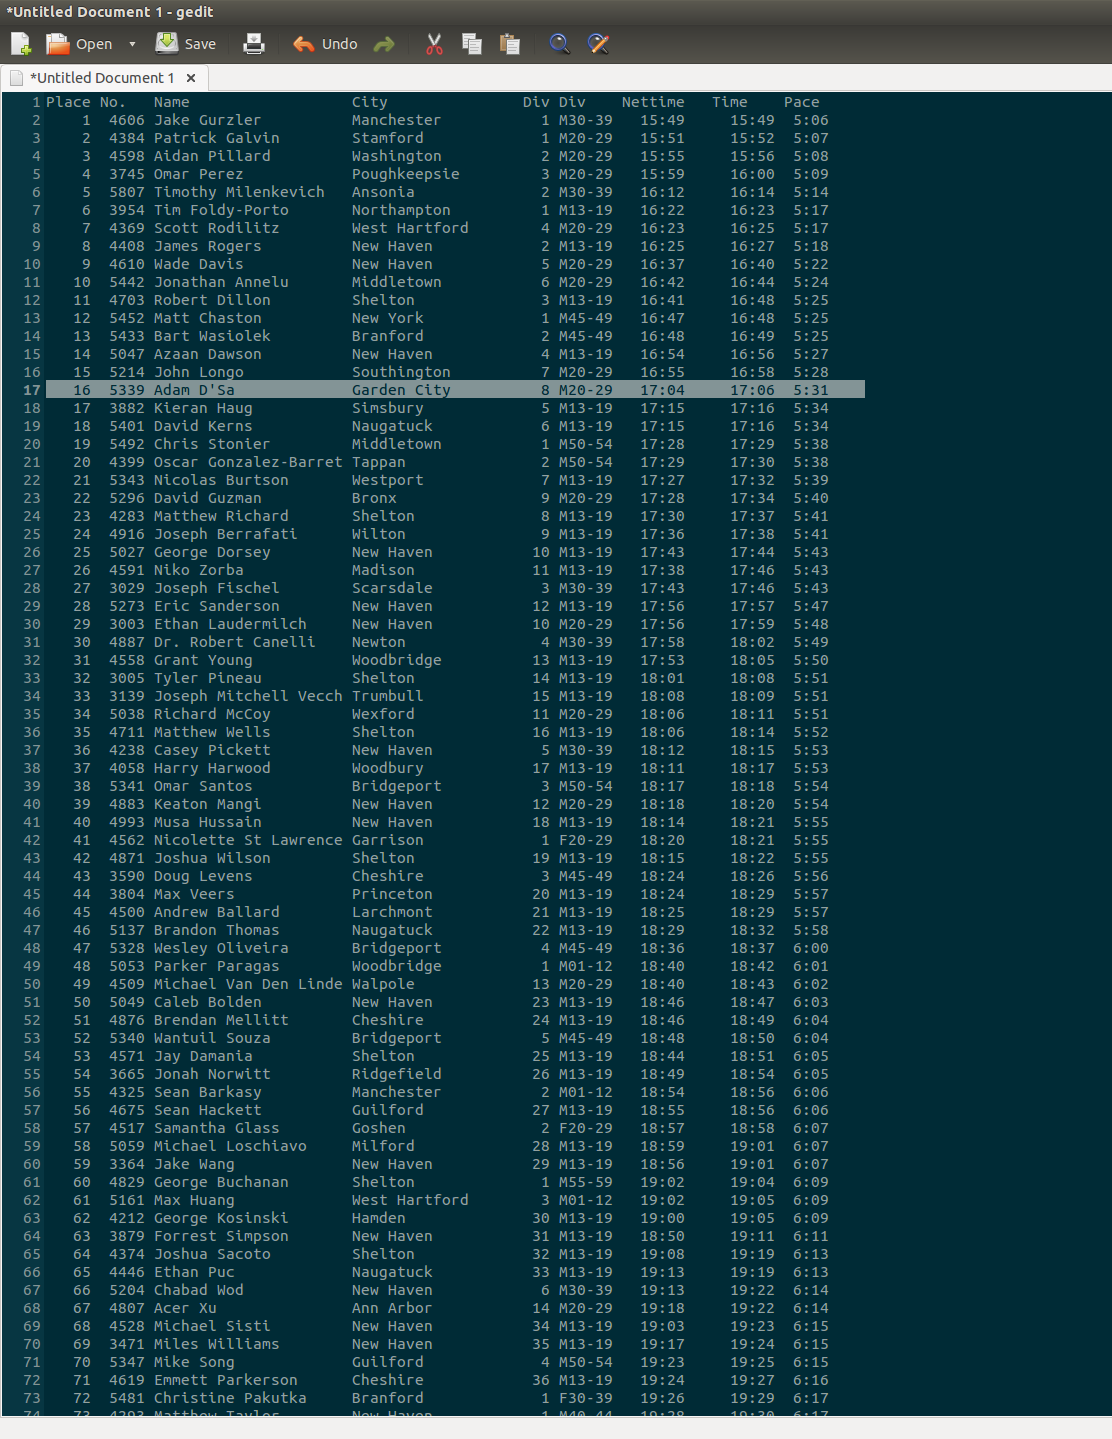 *Untitled Document 1 - gedit
Open Save Undo
*Untitled Document 1 ×
1 Place No. Name City Div Div Nettime Time Pace
2 1 4606 Jake Gurzler Manchester 1 M30-39 15:49 15:49 5:06
3 2 4384 Patrick Galvin Stamford 1 M20-29 15:51 15:52 5:07
4 3 4598 Aidan Pillard Washington 2 M20-29 15:55 15:56 5:08
5 4 3745 Omar Perez Poughkeepsie 3 M20-29 15:59 16:00 5:09
6 5 5807 Timothy Milenkevich Ansonia 2 M30-39 16:12 16:14 5:14
7 6 3954 Tim Foldy-Porto Northampton 1 M13-19 16:22 16:23 5:17
8 7 4369 Scott Rodilitz West Hartford 4 M20-29 16:23 16:25 5:17
9 8 4408 James Rogers New Haven 2 M13-19 16:25 16:27 5:18
10 9 4610 Wade Davis New Haven 5 M20-29 16:37 16:40 5:22
11 10 5442 Jonathan Annelu Middletown 6 M20-29 16:42 16:44 5:24
12 11 4703 Robert Dillon Shelton 3 M13-19 16:41 16:48 5:25
13 12 5452 Matt Chaston New York 1 M45-49 16:47 16:48 5:25
14 13 5433 Bart Wasiolek Branford 2 M45-49 16:48 16:49 5:25
15 14 5047 Azaan Dawson New Haven 4 M13-19 16:54 16:56 5:27
16 15 5214 John Longo Southington 7 M20-29 16:55 16:58 5:28
17 16 5339 Adam D'Sa Garden City 8 M20-29 17:04 17:06 5:31
18 17 3882 Kieran Haug Simsbury 5 M13-19 17:15 17:16 5:34
19 18 5401 David Kerns Naugatuck 6 M13-19 17:15 17:16 5:34
20 19 5492 Chris Stonier Middletown 1 M50-54 17:28 17:29 5:38
21 20 4399 Oscar Gonzalez-Barret Tappan 2 M50-54 17:29 17:30 5:38
22 21 5343 Nicolas Burtson Westport 7 M13-19 17:27 17:32 5:39
23 22 5296 David Guzman Bronx 9 M20-29 17:28 17:34 5:40
24 23 4283 Matthew Richard Shelton 8 M13-19 17:30 17:37 5:41
25 24 4916 Joseph Berrafati Wilton 9 M13-19 17:36 17:38 5:41
26 25 5027 George Dorsey New Haven 10 M13-19 17:43 17:44 5:43
27 26 4591 Niko Zorba Madison 11 M13-19 17:38 17:46 5:43
28 27 3029 Joseph Fischel Scarsdale 3 M30-39 17:43 17:46 5:43
29 28 5273 Eric Sanderson New Haven 12 M13-19 17:56 17:57 5:47
30 29 3003 Ethan Laudermilch New Haven 10 M20-29 17:56 17:59 5:48
31 30 4887 Dr. Robert Canelli Newton 4 M30-39 17:58 18:02 5:49
32 31 4558 Grant Young Woodbridge 13 M13-19 17:53 18:05 5:50
33 32 3005 Tyler Pineau Shelton 14 M13-19 18:01 18:08 5:51
34 33 3139 Joseph Mitchell Vecch Trumbull 15 M13-19 18:08 18:09 5:51
35 34 5038 Richard McCoy Wexford 11 M20-29 18:06 18:11 5:51
36 35 4711 Matthew Wells Shelton 16 M13-19 18:06 18:14 5:52
37 36 4238 Casey Pickett New Haven 5 M30-39 18:12 18:15 5:53
38 37 4058 Harry Harwood Woodbury 17 M13-19 18:11 18:17 5:53
39 38 5341 Omar Santos Bridgeport 3 M50-54 18:17 18:18 5:54
40 39 4883 Keaton Mangi New Haven 12 M20-29 18:18 18:20 5:54
41 40 4993 Musa Hussain New Haven 18 M13-19 18:14 18:21 5:55
42 41 4562 Nicolette St Lawrence Garrison 1 F20-29 18:20 18:21 5:55
43 42 4871 Joshua Wilson Shelton 19 M13-19 18:15 18:22 5:55
44 43 3590 Doug Levens Cheshire 3 M45-49 18:24 18:26 5:56
45 44 3804 Max Veers Princeton 20 M13-19 18:24 18:29 5:57
46 45 4500 Andrew Ballard Larchmont 21 M13-19 18:25 18:29 5:57
47 46 5137 Brandon Thomas Naugatuck 22 M13-19 18:29 18:32 5:58
48 47 5328 Wesley Oliveira Bridgeport 4 M45-49 18:36 18:37 6:00
49 48 5053 Parker Paragas Woodbridge 1 M01-12 18:40 18:42 6:01
50 49 4509 Michael Van Den Linde Walpole 13 M20-29 18:40 18:43 6:02
51 50 5049 Caleb Bolden New Haven 23 M13-19 18:46 18:47 6:03
52 51 4876 Brendan Mellitt Cheshire 24 M13-19 18:46 18:49 6:04
53 52 5340 Wantuil Souza Bridgeport 5 M45-49 18:48 18:50 6:04
54 53 4571 Jay Damania Shelton 25 M13-19 18:44 18:51 6:05
55 54 3665 Jonah Norwitt Ridgefield 26 M13-19 18:49 18:54 6:05
56 55 4325 Sean Barkasy Manchester 2 M01-12 18:54 18:56 6:06
57 56 4675 Sean Hackett Guilford 27 M13-19 18:55 18:56 6:06
58 57 4517 Samantha Glass Goshen 2 F20-29 18:57 18:58 6:07
59 58 5059 Michael Loschiavo Milford 28 M13-19 18:59 19:01 6:07
60 59 3364 Jake Wang New Haven 29 M13-19 18:56 19:01 6:07
61 60 4829 George Buchanan Shelton 1 M55-59 19:02 19:04 6:09
62 61 5161 Max Huang West Hartford 3 M01-12 19:02 19:05 6:09
63 62 4212 George Kosinski Hamden 30 M13-19 19:00 19:05 6:09
64 63 3879 Forrest Simpson New Haven 31 M13-19 18:50 19:11 6:11
65 64 4374 Joshua Sacoto Shelton 32 M13-19 19:08 19:19 6:13
66 65 4446 Ethan Puc Naugatuck 33 M13-19 19:13 19:19 6:13
67 66 5204 Chabad Wod New Haven 6 M30-39 19:13 19:22 6:14
68 67 4807 Acer Xu Ann Arbor 14 M20-29 19:18 19:22 6:14
69 68 4528 Michael Sisti New Haven 34 M13-19 19:03 19:23 6:15
70 69 3471 Miles Williams New Haven 35 M13-19 19:17 19:24 6:15
71 70 5347 Mike Song Guilford 4 M50-54 19:23 19:25 6:15
72 71 4619 Emmett Parkerson Cheshire 36 M13-19 19:24 19:27 6:16
73 72 5481 Christine Pakutka Branford 1 F30-39 19:26 19:29 6:17
74 73 4293 Matthew Taylor New Haven 1 M40-44 19:28 19:30 6:17